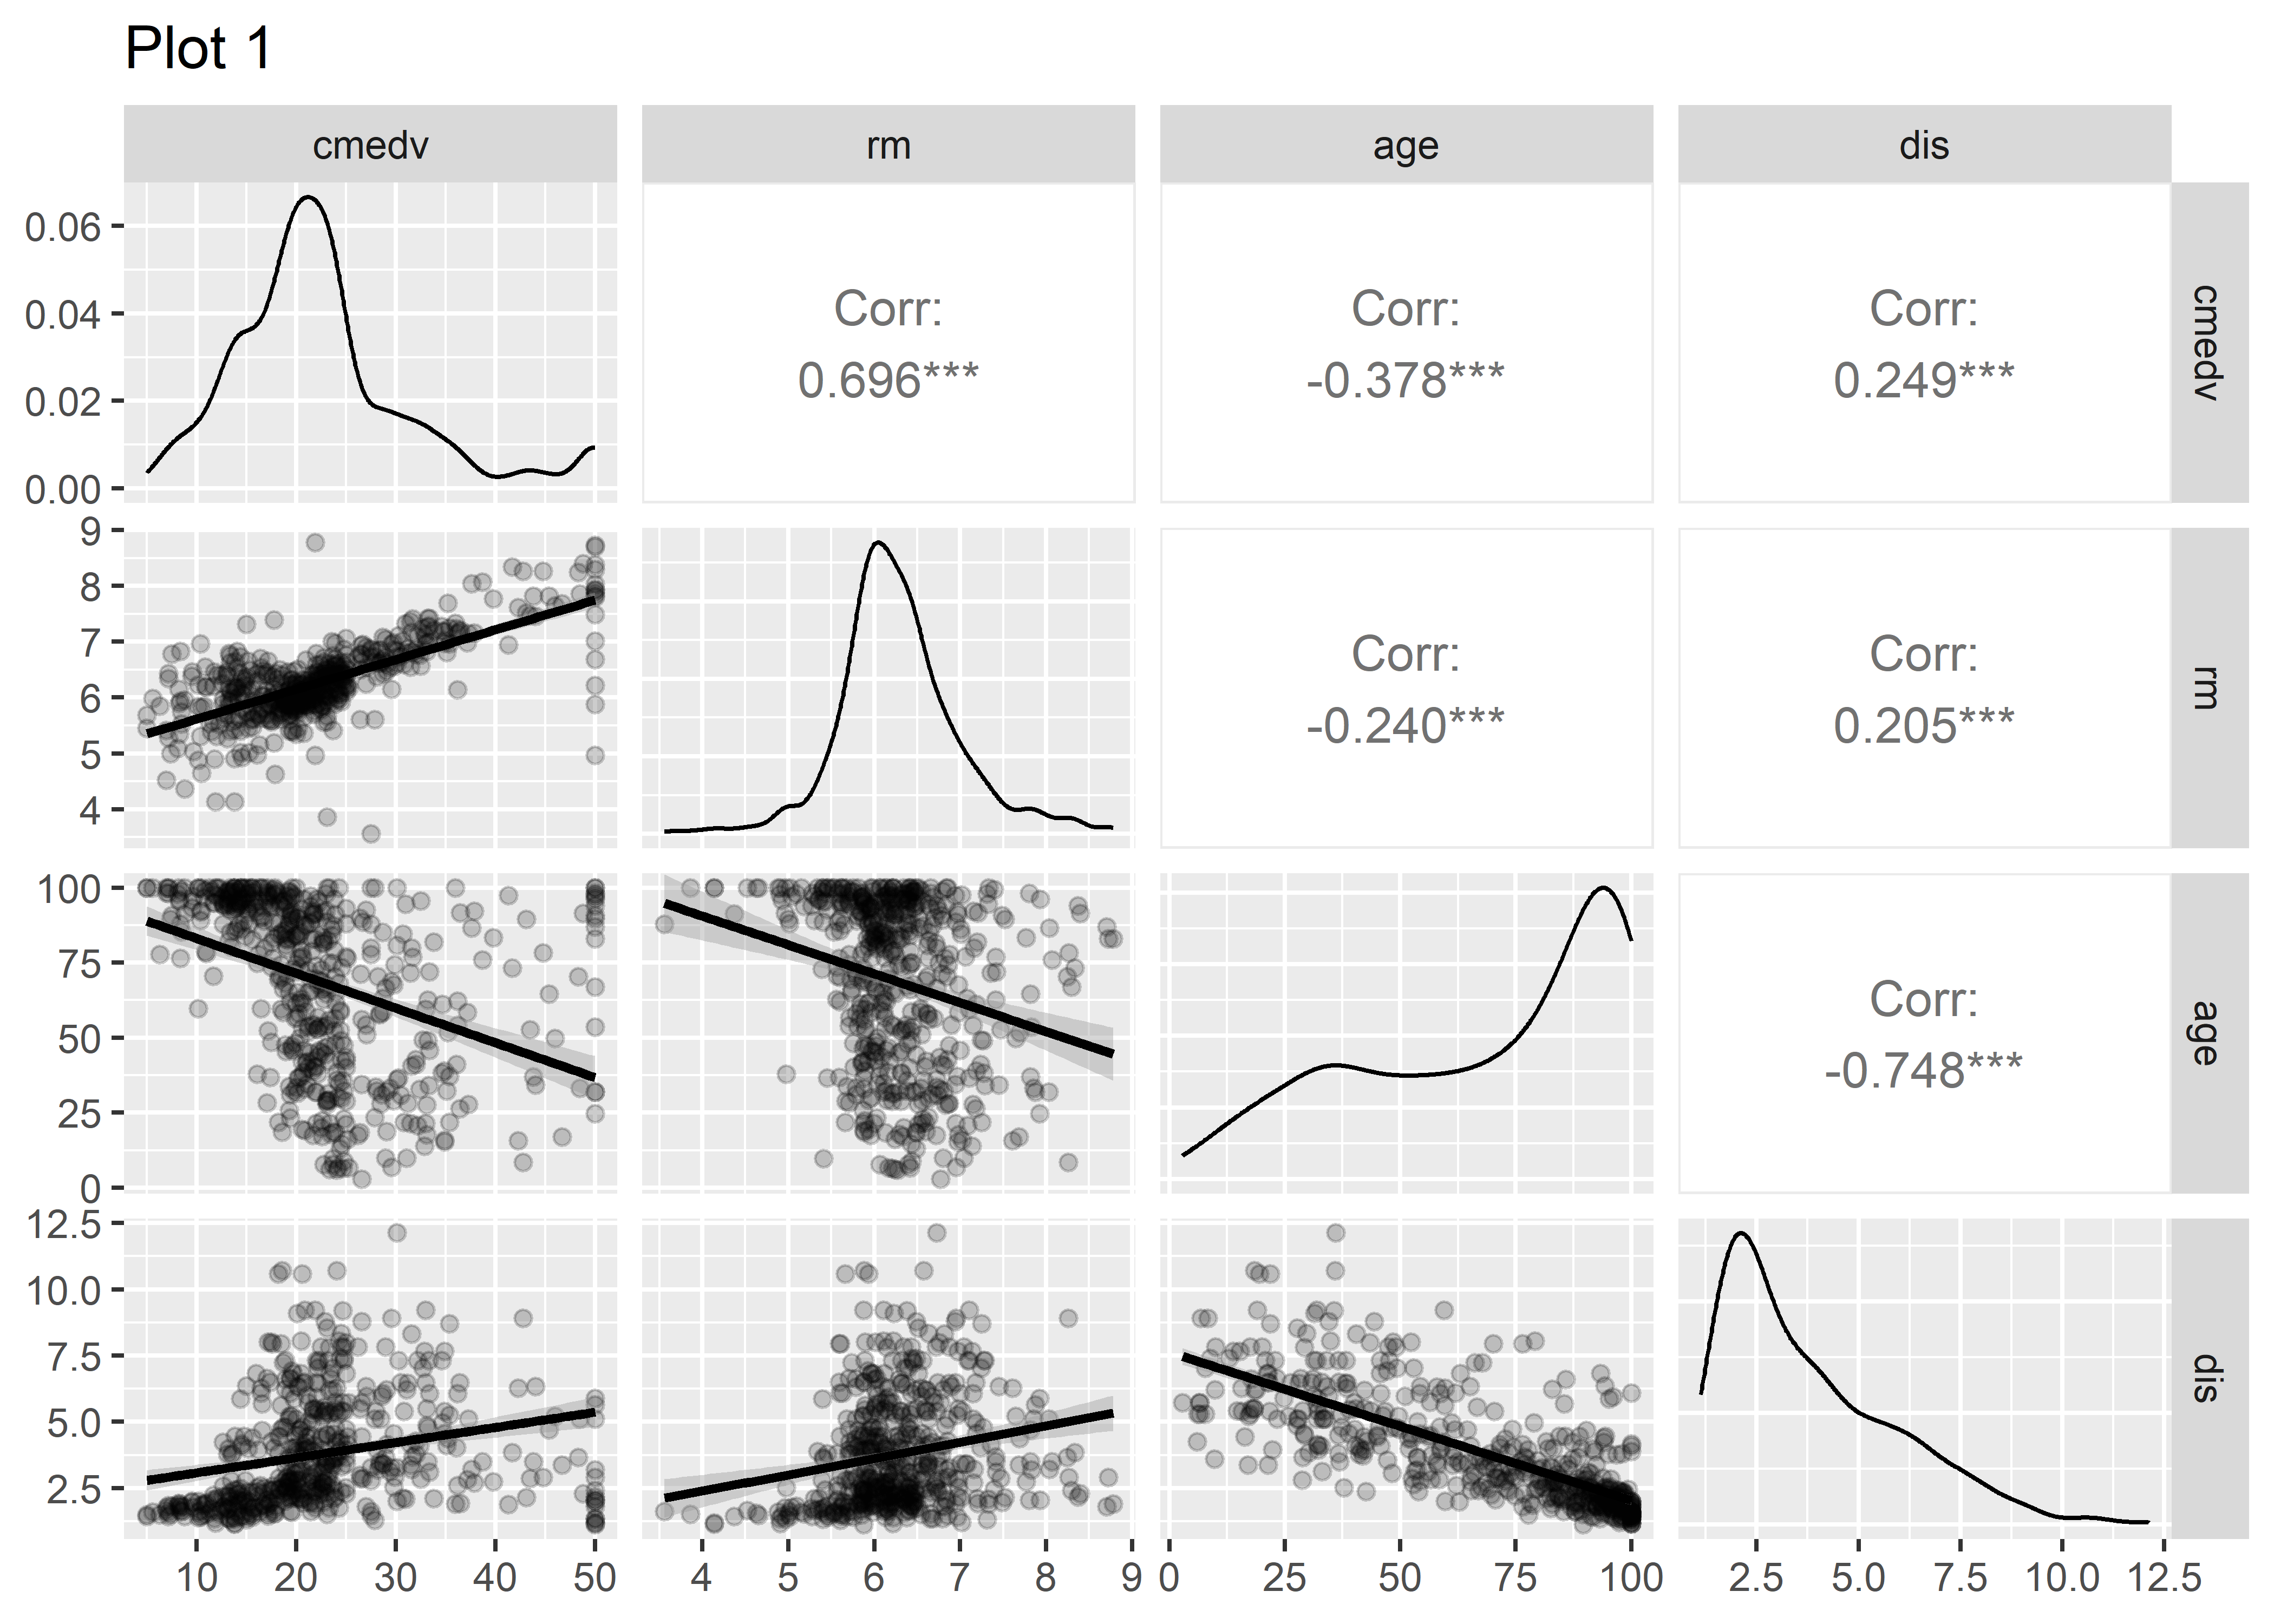 Plot 1
cmedv rm age dis
0.06
0.04
0.02
0.00
Corr:
0.696***
Corr:
-0.378***
Corr:
0.249***
cmedv
9
8
7
6
5
4
Corr:
-0.240***
Corr:
0.205***
rm
100
75
50
25
0
Corr:
-0.748***
age
12.5
10.0
7.5
5.0
2.5
dis
10 20 30 40 50
4 5 6 7 8 9
0 25 50 75 100
2.5 5.0 7.5 10.0 12.5